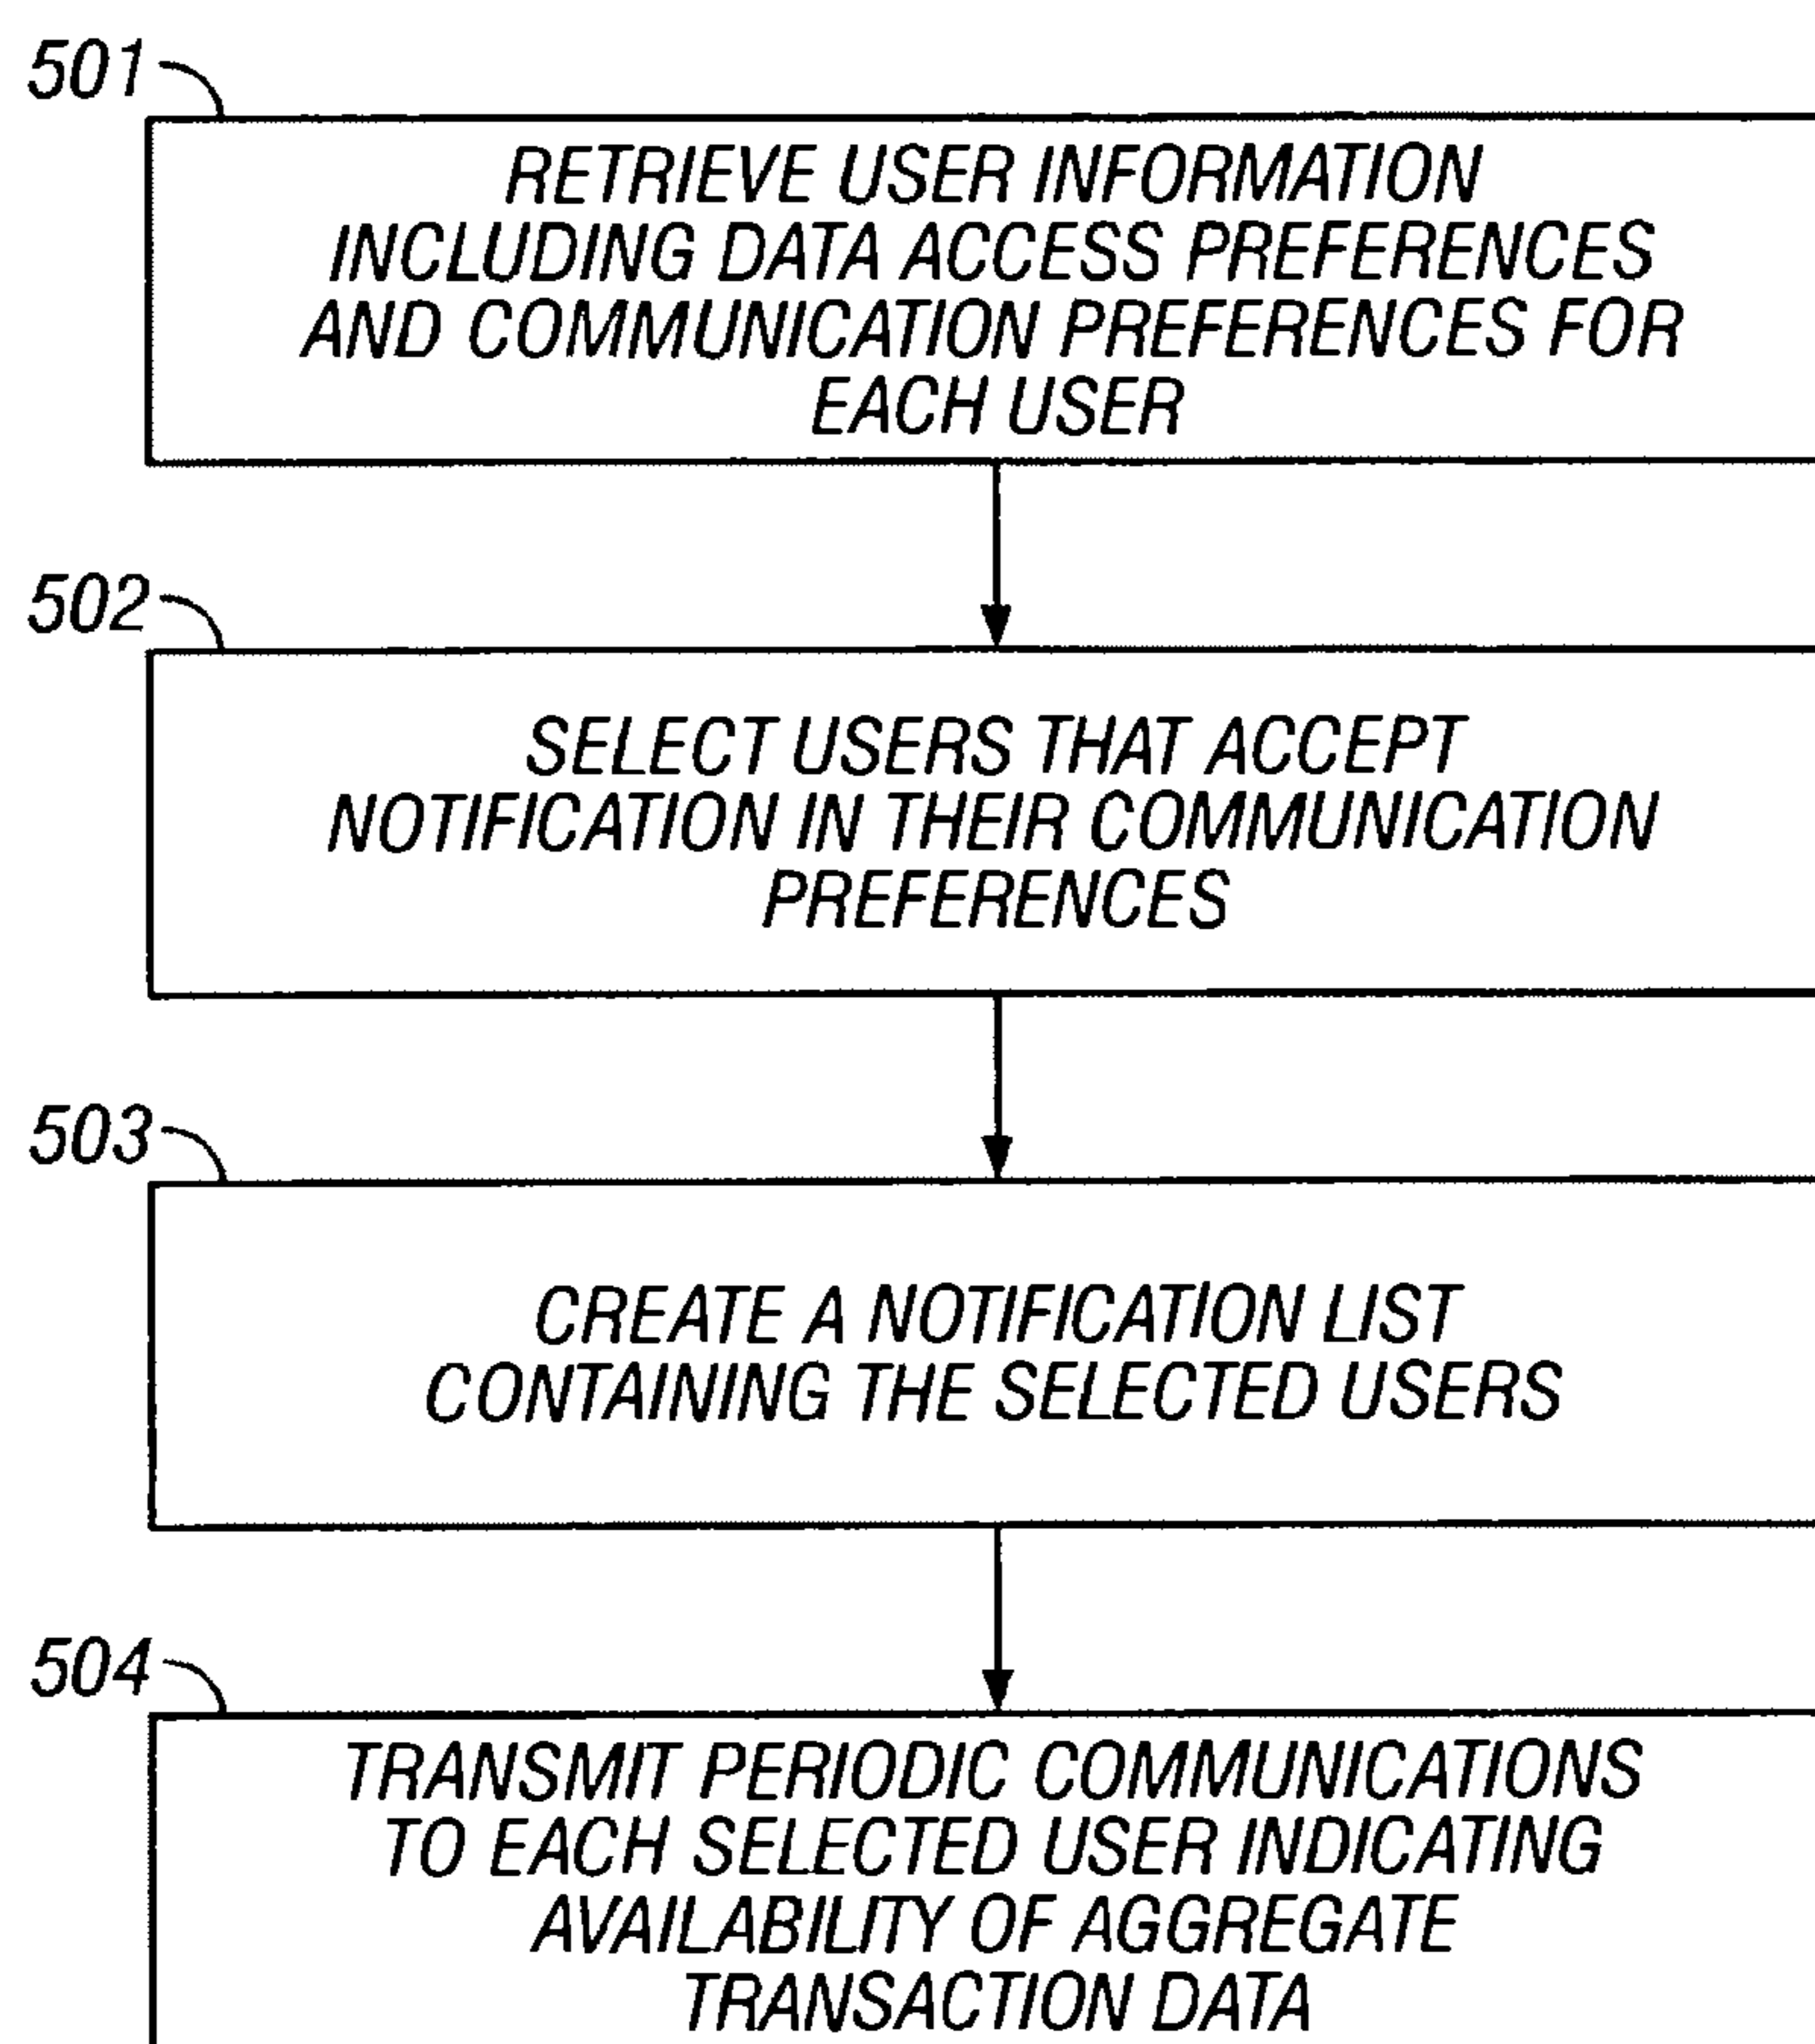 501
RETRIEVE USER INFORMATION
INCLUDING DATA ACCESS PREFERENCES
AND COMMUNICATION PREFERENCES FOR
EACH USER
502
SELECT USERS THAT ACCEPT
NOTIFICATION IN THEIR COMMUNICATION
PREFERENCES
503
CREATE A NOTIFICATION LIST
CONTAINING THE SELECTED USERS
504
TRANSMIT PERIODIC COMMUNICATIONS
TO EACH SELECTED USER INDICATING
AVAILABILITY OF AGGREGATE
TRANSACTION DATA